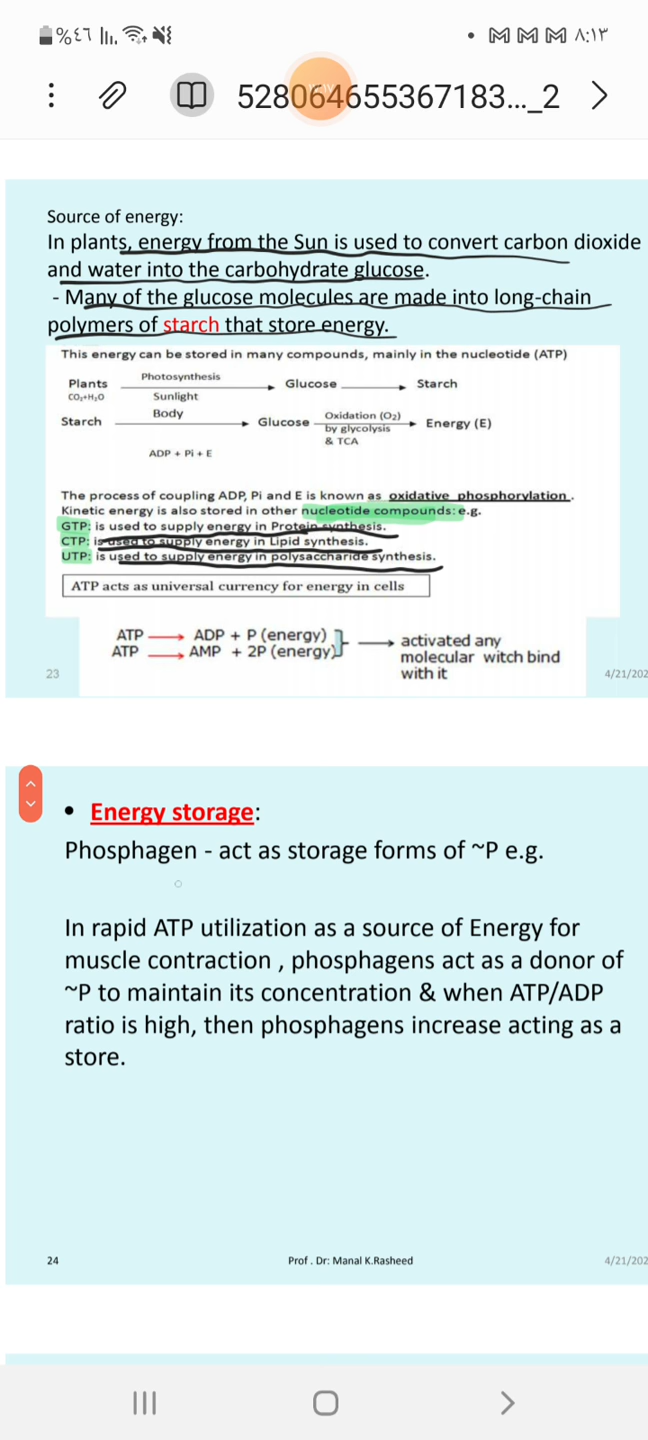 %٤٦
٨:١٣
528064655367183..._2
Source of energy:
In plants, energy from the Sun is used to convert carbon dioxide
and water into the carbohydrate glucose.
- Many of the glucose molecules are made into long-chain
polymers of starch that store energy.
This energy can be stored in many compounds, mainly in the nucleotide (ATP)
Plants Photosynthesis Glucose Starch
CO₂+H₂O Sunlight
Starch Body Glucose Oxidation (O₂) Energy (E)
by glycolysis
& TCA
ADP + Pi + E
The process of coupling ADP, Pi and E is known as oxidative phosphorylation.
Kinetic energy is also stored in other nucleotide compounds: e.g.
GTP: is used to supply energy in Protein synthesis.
CTP: is used to supply energy in Lipid synthesis.
UTP: is used to supply energy in polysaccharide synthesis.
ATP acts as universal currency for energy in cells
ATP ADP + P (energy)
ATP AMP + 2P (energy)
activated any
molecular witch bind
with it
23
4/21/202
• Energy storage:
Phosphagen - act as storage forms of ~P e.g.
In rapid ATP utilization as a source of Energy for
muscle contraction , phosphagens act as a donor of
~P to maintain its concentration & when ATP/ADP
ratio is high, then phosphagens increase acting as a
store.
24
Prof . Dr: Manal K.Rasheed
4/21/202